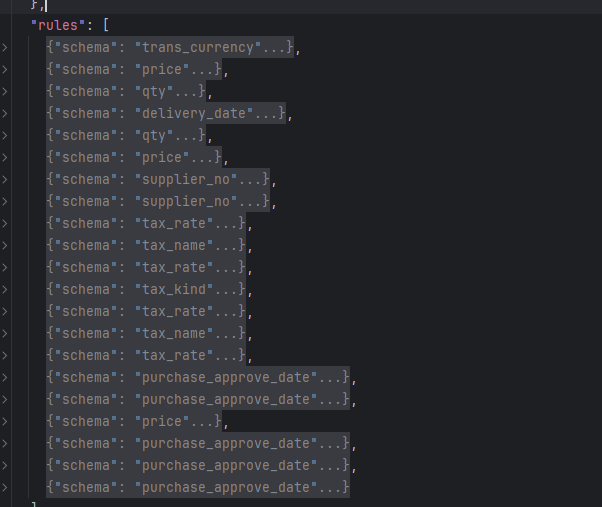 },
"rules": [
{"schema": "trans_currency"...},
{"schema": "price"...},
{"schema": "qty"...},
{"schema": "delivery_date"...},
{"schema": "qty"...},
{"schema": "price"...},
{"schema": "supplier_no"...},
{"schema": "supplier_no"...},
{"schema": "tax_rate"...},
{"schema": "tax_name"...},
{"schema": "tax_rate"...},
{"schema": "tax_kind"...},
{"schema": "tax_rate"...},
{"schema": "tax_name"...},
{"schema": "tax_rate"...},
{"schema": "purchase_approve_date"...},
{"schema": "purchase_approve_date"...},
{"schema": "price"...},
{"schema": "purchase_approve_date"...},
{"schema": "purchase_approve_date"...},
{"schema": "purchase_approve_date"...}